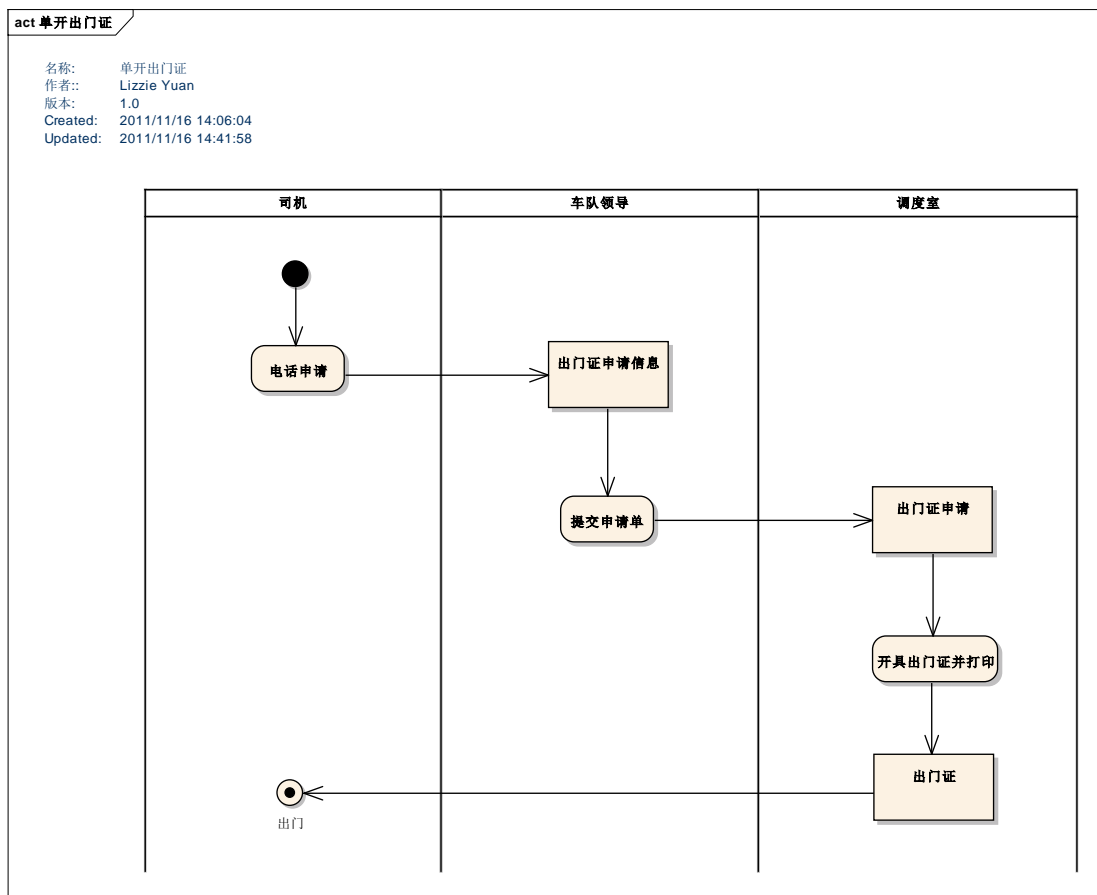 act 单开出门证
名称: 单开出门证
作者:: Lizzie Yuan
版本: 1.0
Created: 2011/11/16 14:06:04
Updated: 2011/11/16 14:41:58
司机 车队领导 调度室
电话申请
出门证申请信息
提交申请单
出门证申请
开具出门证并打印
出门证
出门